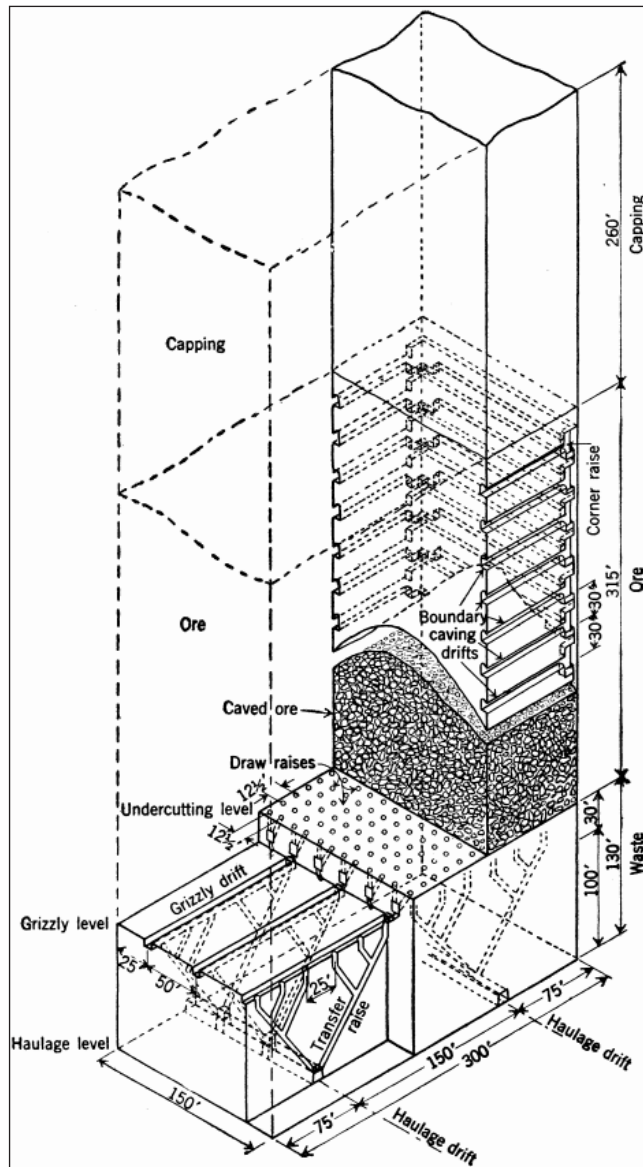 260'
Capping
Capping
Corner raise
315'
Ore
30'
30'
Ore
Boundary
caving
drifts
Caved ore
Draw raises
12½'
Undercutting level
12½'
30'
130'
100'
Waste
Grizzly drift
Grizzly level
25'
50'
25'
Transfer
raise
Haulage level
75'
Haulage drift
150'
300'
150'
75'
Haulage drift